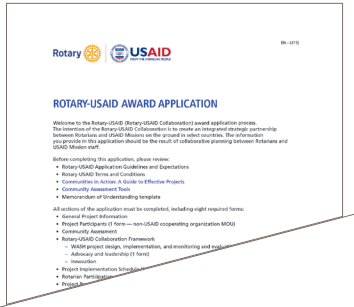 EN—(315)
Rotary USAID
FROM THE AMERICAN PEOPLE
ROTARY-USAID AWARD APPLICATION
Welcome to the Rotary-USAID (Rotary-USAID Collaboration) award application process.
The intention of the Rotary-USAID Collaboration is to create an integrated strategic partnership
between Rotarians and USAID Missions on the ground in select countries. The information
you provide in this application should be the result of collaborative planning between Rotarians and
USAID Mission staff.
Before completing this application, please review:
• Rotary-USAID Application Guidelines and Expectations
• Rotary USAID Terms and Conditions
• Communities in Action: A Guide to Effective Projects
• Community Assessment Tools
• Memorandum of Understanding template
All sections of the application must be completed, including eight required forms:
• General Project Information
• Project Participants (1 form — non-USAID cooperating organization MOU)
• Community Assessment
• Rotary-USAID Collaboration Framework
– WASH project design, implementation, and monitoring and
– Advocacy and leadership (1 form)
– Innovation
• Project Implementation Schedule
• Rotarian Participation
• Project